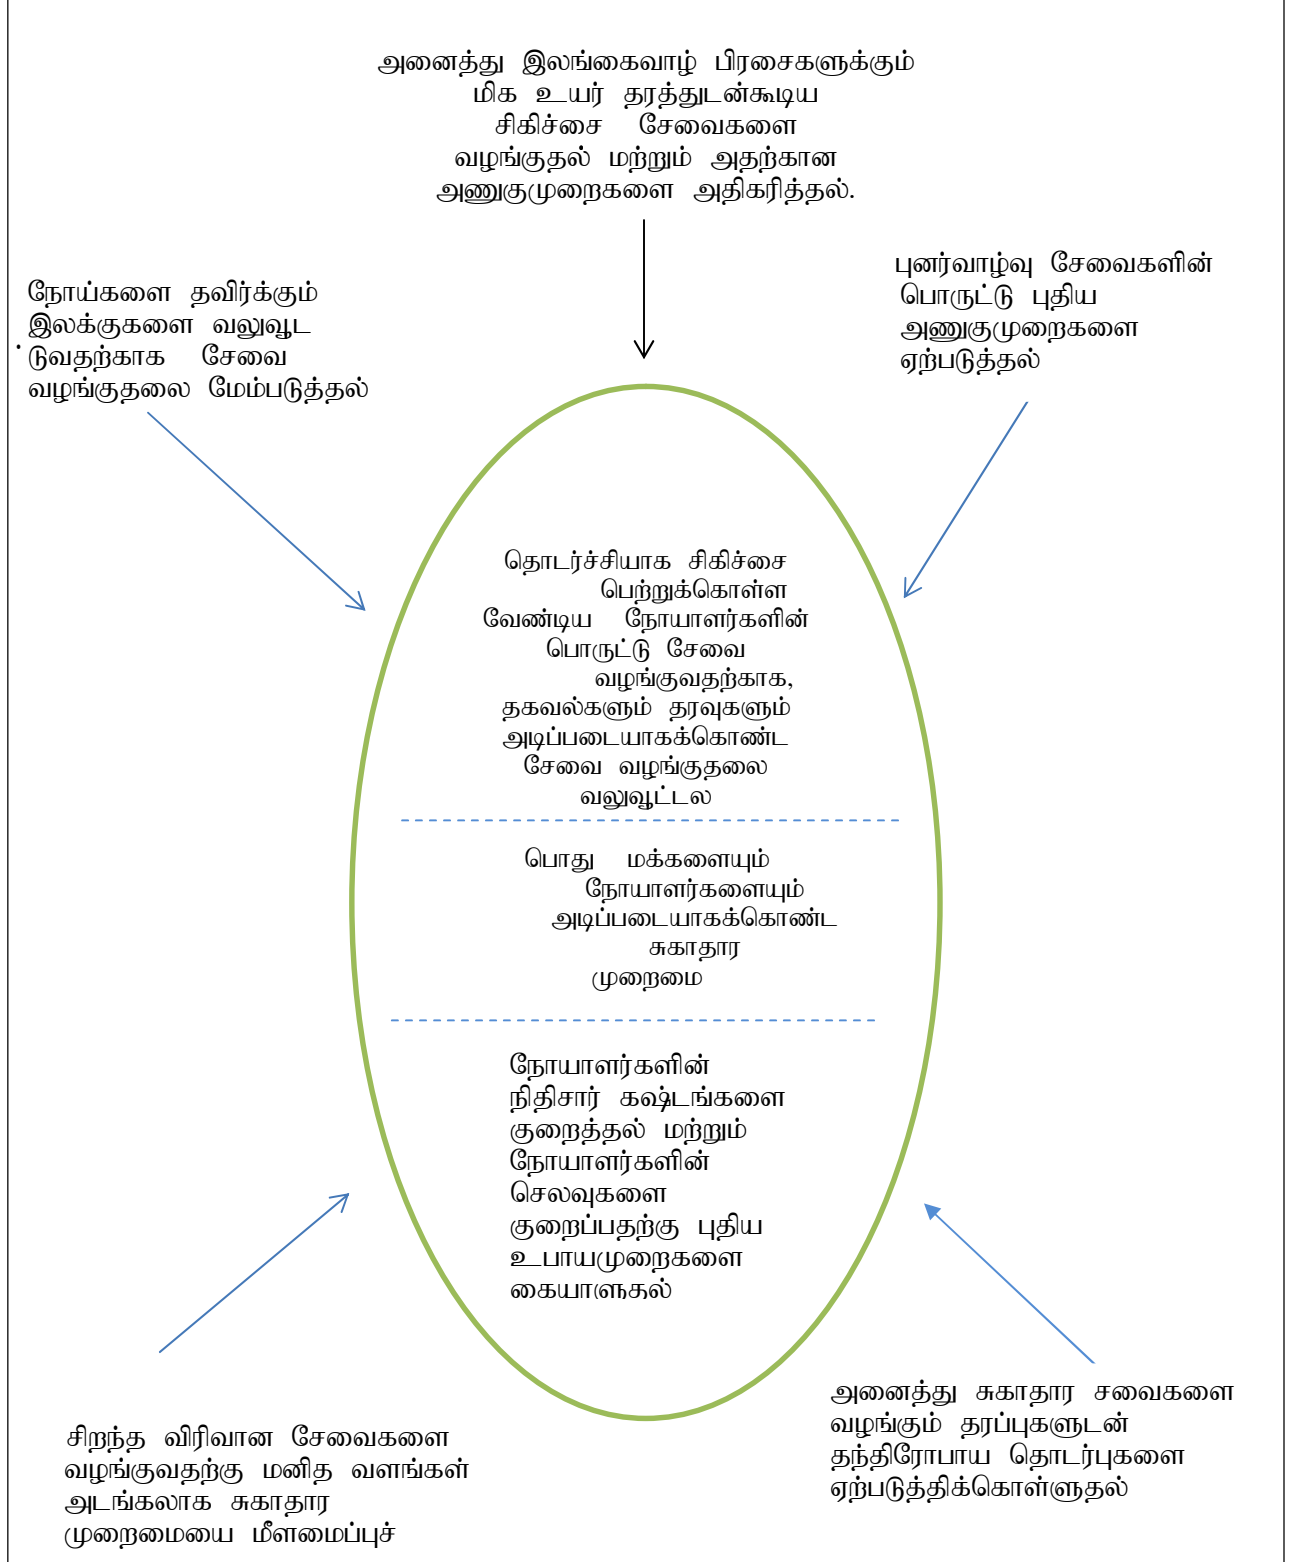 அனைத்து இலங்கைவாழ் பிரசைகளுக்கும்
மிக உயர் தரத்துடன்கூடிய
சிகிச்சை சேவைகளை
வழங்குதல் மற்றும் அதற்கான
அணுகுமுறைகளை அதிகரித்தல்.
நோய்களை தவிர்க்கும்
இலக்குகளை வலுவூட
்டுவதற்காக சேவை
வழங்குதலை மேம்படுத்தல்
புனர்வாழ்வு சேவைகளின்
பொருட்டு புதிய
அணுகுமுறைகளை
ஏற்படுத்தல்
தொடர்ச்சியாக சிகிச்சை
பெற்றுக்கொள்ள
வேண்டிய நோயாளர்களின்
பொருட்டு சேவை
வழங்குவதற்காக,
தகவல்களும் தரவுகளும்
அடிப்படையாகக்கொண்ட
சேவை வழங்குதலை
வலுவூட்டல
பொது மக்களையும்
நோயாளர்களையும்
அடிப்படையாகக்கொண்ட
சுகாதார
முறைமை
நோயாளர்களின்
நிதிசார் கஷ்டங்களை
குறைத்தல் மற்றும்
நோயாளர்களின்
செலவுகளை
குறைப்பதற்கு புதிய
உபாயமுறைகளை
கையாளுதல்
சிறந்த விரிவான சேவைகளை
வழங்குவதற்கு மனித வளங்கள்
அடங்கலாக சுகாதார
முறைமையை மீளமைப்புச்
அனைத்து சுகாதார சவைகளை
வழங்கும் தரப்புகளுடன்
தந்திரோபாய தொடர்புகளை
ஏற்படுத்திக்கொள்ளுதல்